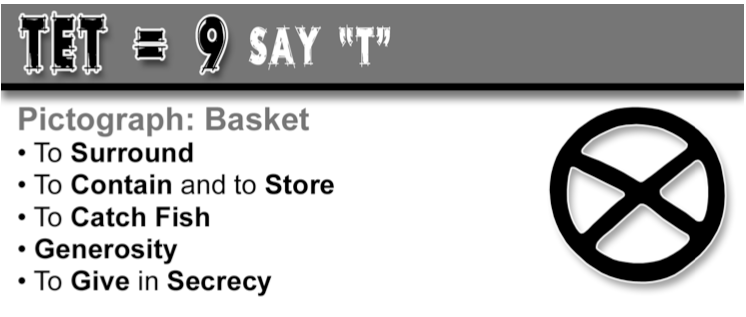 TET = 9 SAY "T"
Pictograph: Basket
• To Surround
• To Contain and to Store
• To Catch Fish
• Generosity
• To Give in Secrecy